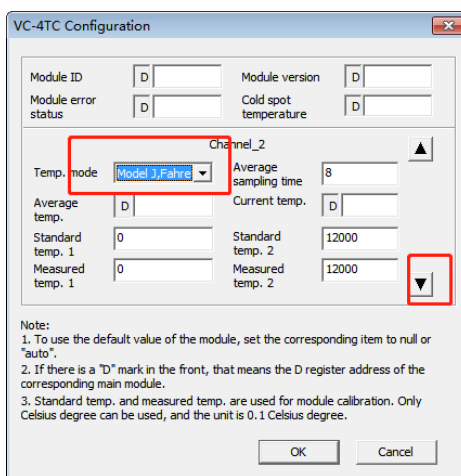 VC-4TC Configuration
Module ID D Module version D
Module error status D Cold spot temperature D
Channel_2
Temp. mode Model J,Fahre Average sampling time 8
Average temp. D Current temp. D
Standard temp. 1 0 Standard temp. 2 12000
Measured temp. 1 0 Measured temp. 2 12000
Note:
1. To use the default value of the module, set the corresponding item to null or
"auto".
2. If there is a "D" mark in the front, that means the D register address of the
corresponding main module.
3. Standard temp. and measured temp. are used for module calibration. Only
Celsius degree can be used, and the unit is 0.1 Celsius degree.
OK Cancel